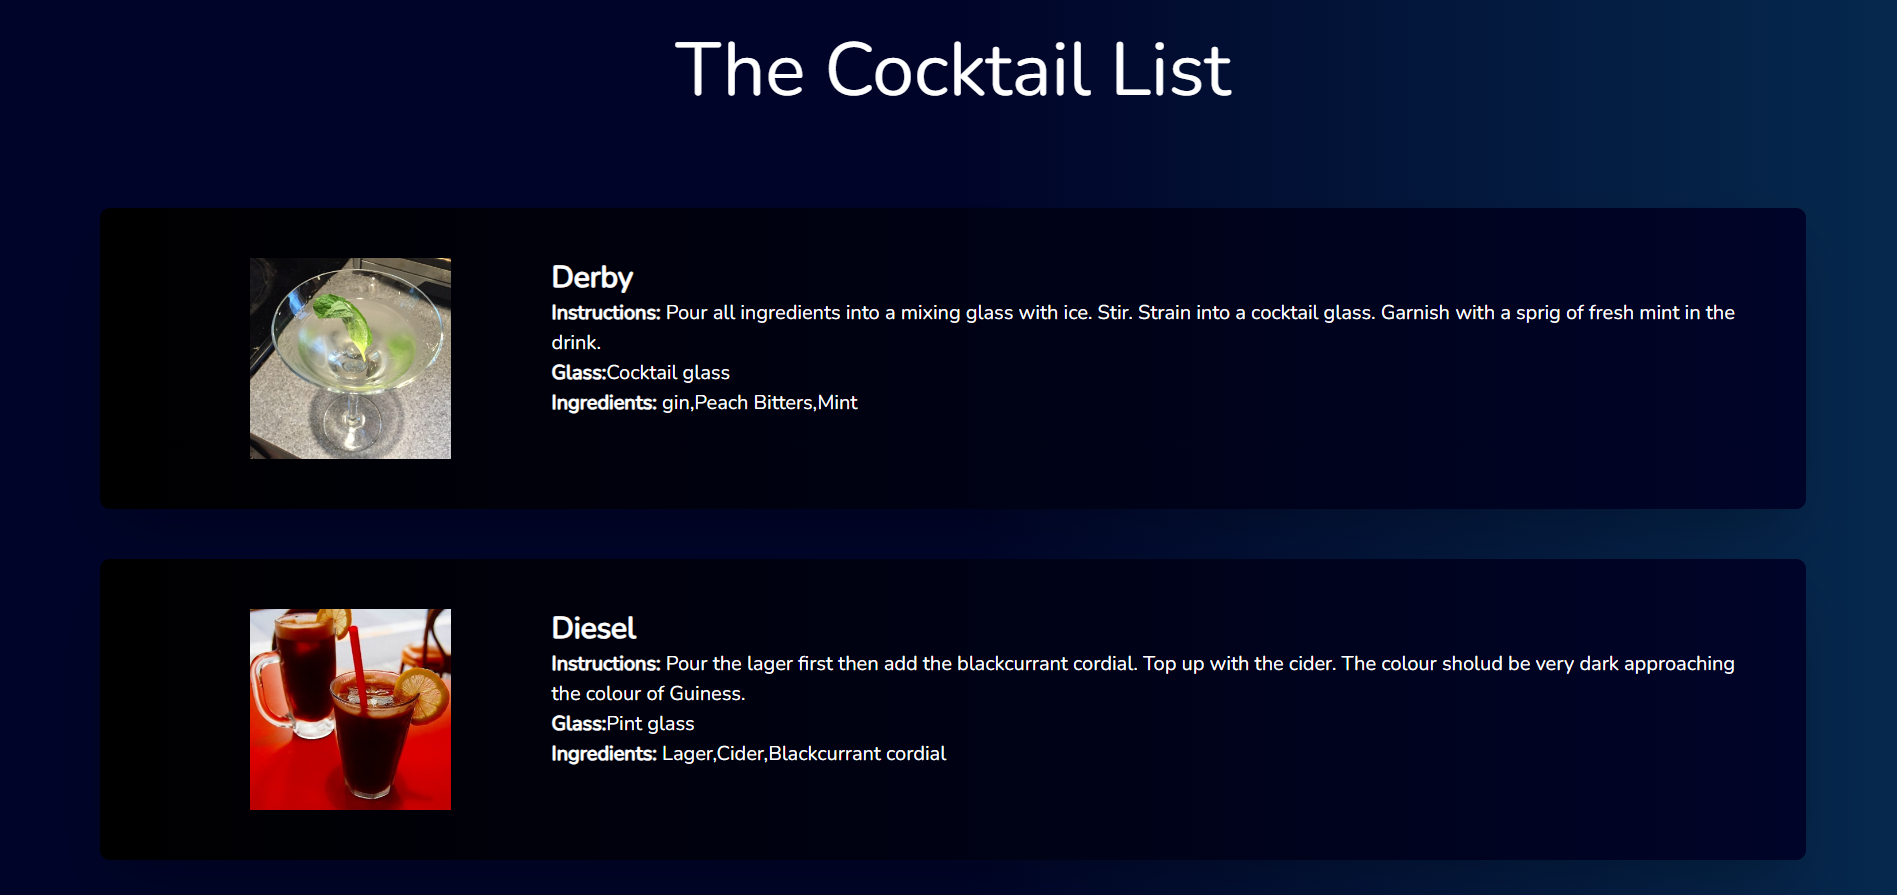 The Cocktail List
Derby
Instructions: Pour all ingredients into a mixing glass with ice. Stir. Strain into a cocktail glass. Garnish with a sprig of fresh mint in the
drink.
Glass:Cocktail glass
Ingredients: gin,Peach Bitters,Mint
Diesel
Instructions: Pour the lager first then add the blackcurrant cordial. Top up with the cider. The colour sholud be very dark approaching
the colour of Guiness.
Glass:Pint glass
Ingredients: Lager,Cider,Blackcurrant cordial